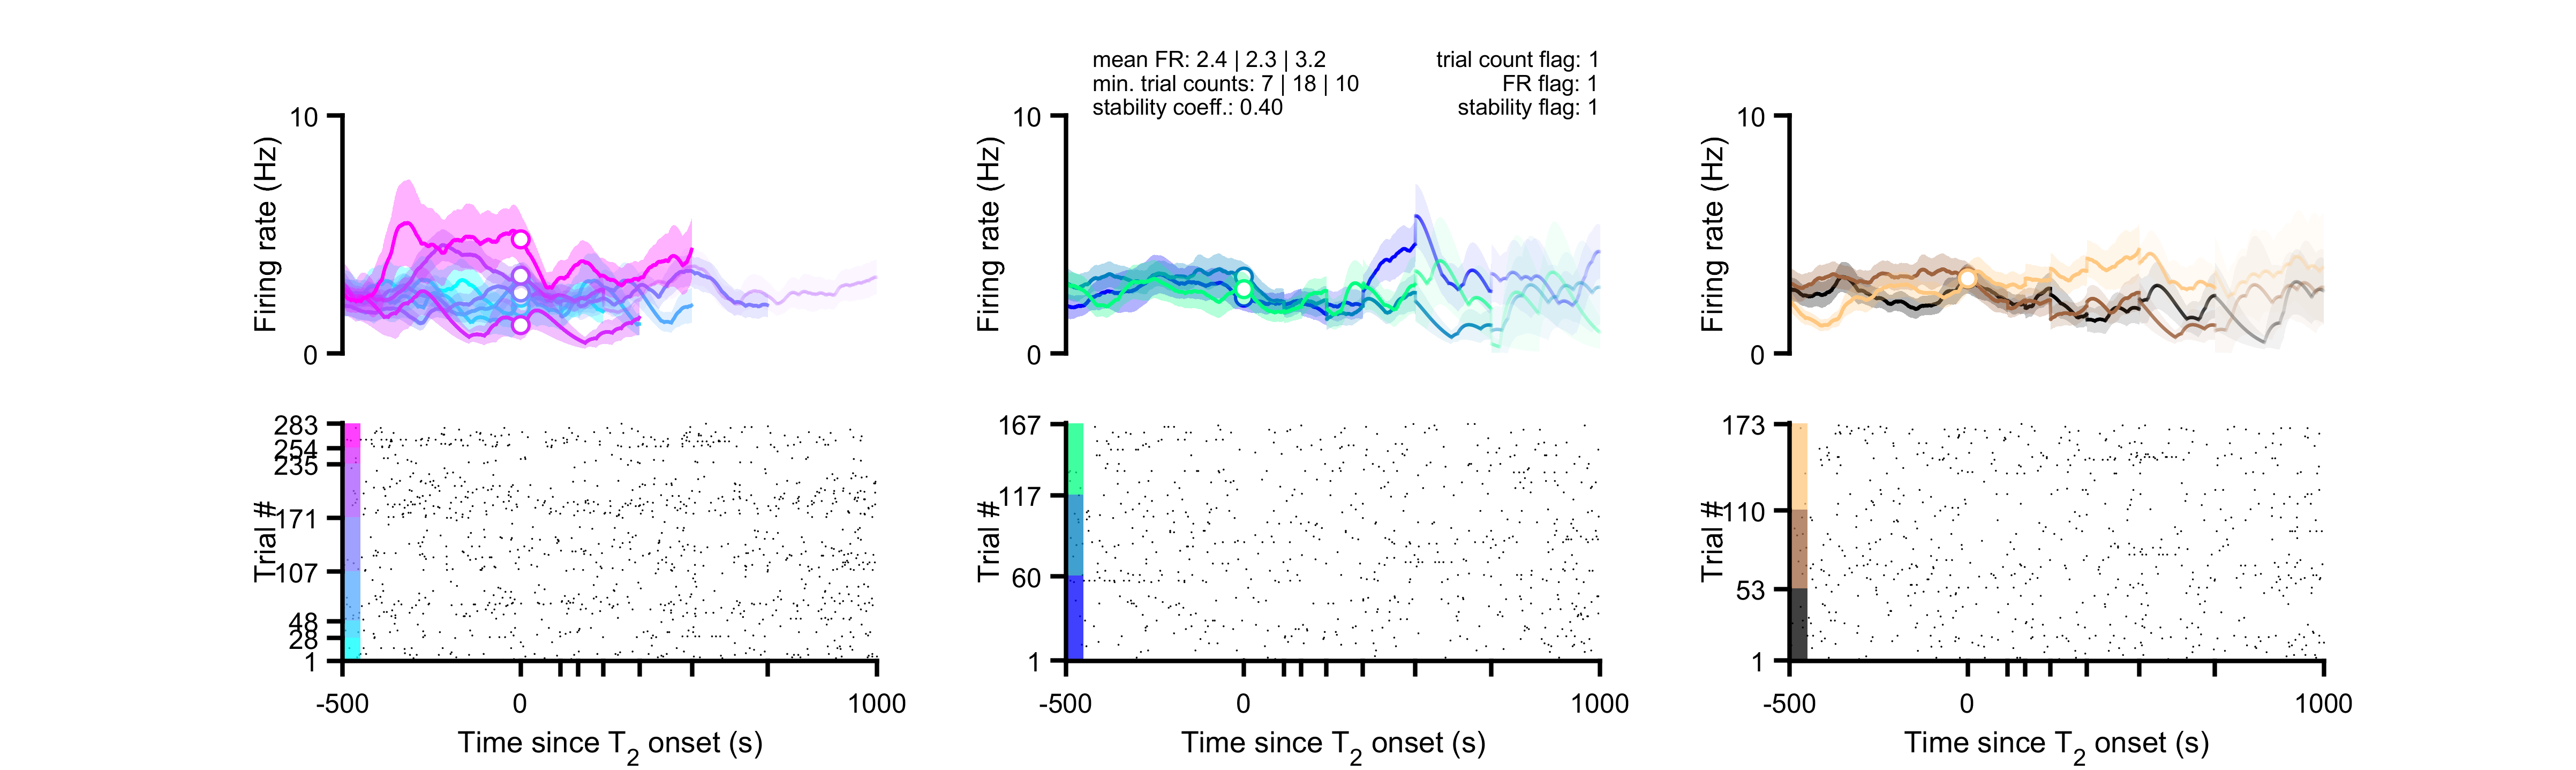 mean FR: 2.4 | 2.3 | 3.2
min. trial counts: 7 | 18 | 10
stability coeff.: 0.40
trial count flag: 1
FR flag: 1
stability flag: 1
10
Firing rate (Hz)
0
10
Firing rate (Hz)
0
10
Firing rate (Hz)
0
283
254
235
171
107
48
28
1
Trial #
-500
0
1000
Time since T2 onset (s)
167
117
60
1
Trial #
-500
0
1000
Time since T2 onset (s)
173
110
53
1
Trial #
-500
0
1000
Time since T2 onset (s)